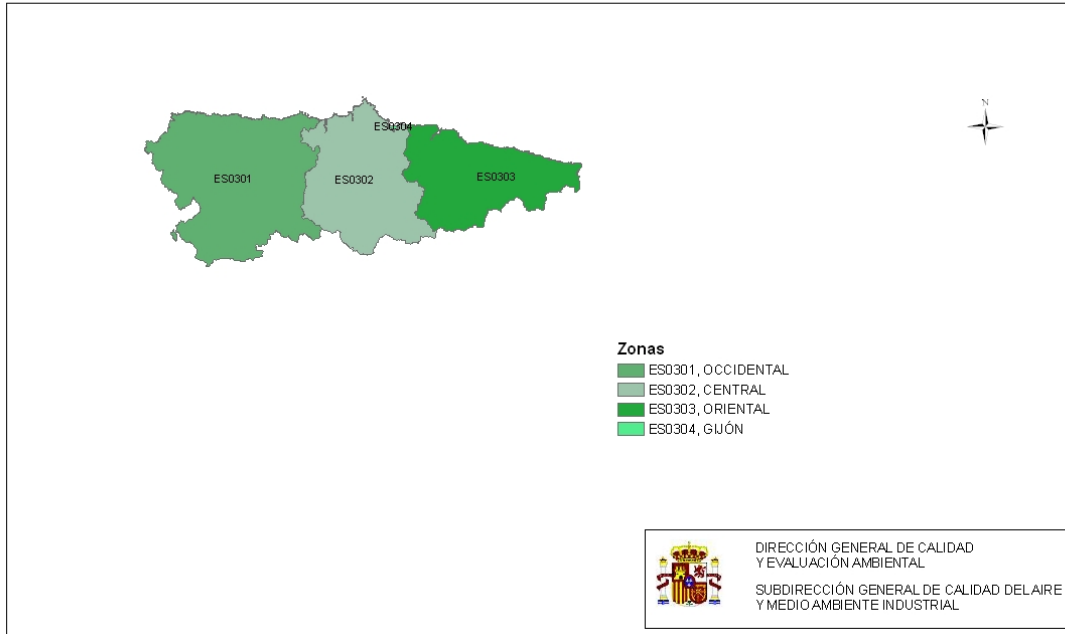 N
ES0304
ES0301
ES0302
ES0303
Zonas
ES0301, OCCIDENTAL
ES0302, CENTRAL
ES0303, ORIENTAL
ES0304, GIJÓN
DIRECCIÓN GENERAL DE CALIDAD
Y EVALUACIÓN AMBIENTAL
SUBDIRECCIÓN GENERAL DE CALIDAD DEL AIRE
Y MEDIO AMBIENTE INDUSTRIAL